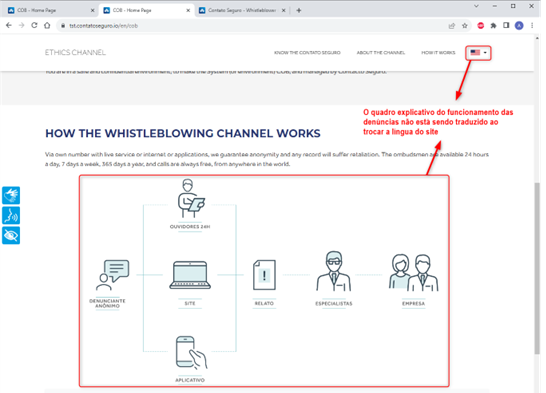 COB - Home Page
COB - Home Page
Contato Seguro - Whistleblower
tst.contatoseguro.io/en/cob
ETHICS CHANNEL
KNOW THE CONTATO SEGURO
ABOUT THE CHANNEL
HOW IT WORKS
You are in a safe and confidential environment, to make the System (or environment) COB, and managed by Contato Seguro.
O quadro explicativo do funcionamento das
denúncias não está sendo traduzido ao
trocar a lingua do site
HOW THE WHISTLEBLOWING CHANNEL WORKS
Via own number with live service or internet or applications, we guarantee anonymity and any record will suffer retaliation. The ombudsmen are available 24 hours
a day, 7 days a week, 365 days a year, and calls are always free, from anywhere in the world.
OUVIDORES 24H
DENUNCIANTE
ANÔNIMO
SITE
RELATO
ESPECIALISTAS
EMPRESA
APLICATIVO